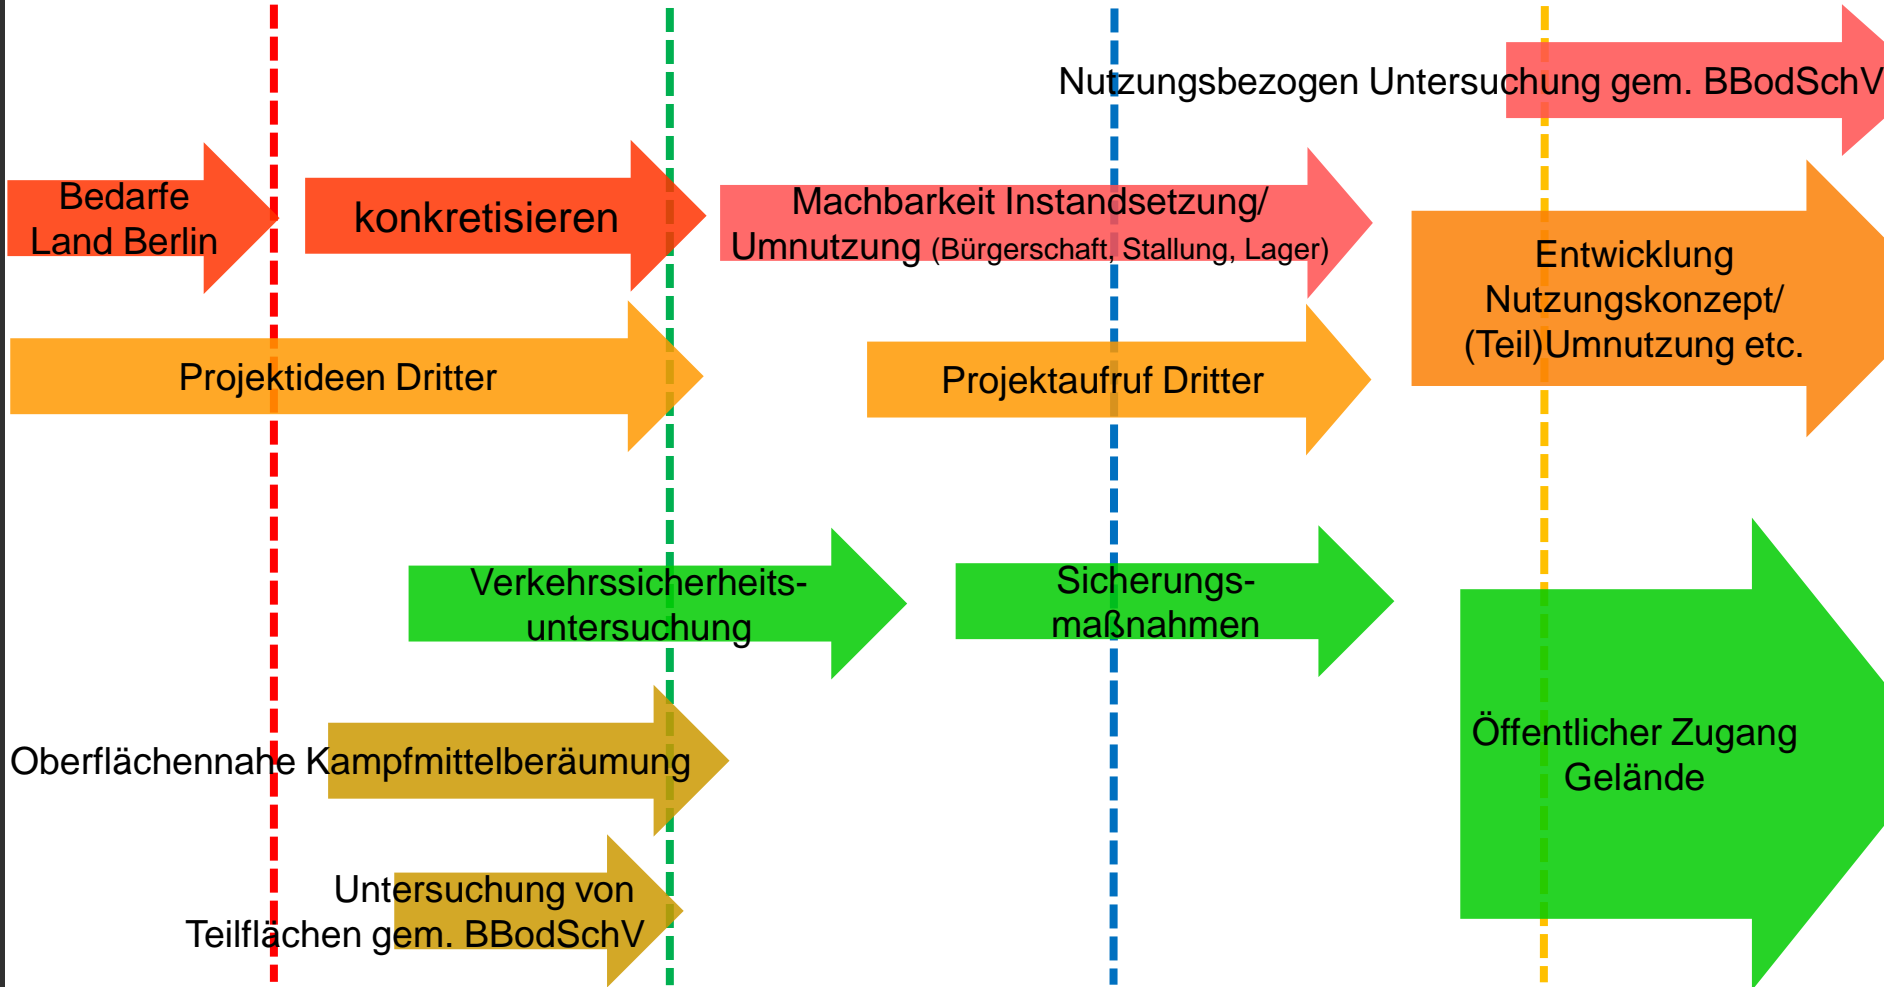 Nutzungsbezogen Untersuchung gem. BBodSchV
Bedarfe
Land Berlin
konkretisieren
Machbarkeit Instandsetzung/
Umnutzung (Bürgerschaft, Stallung, Lager)
Entwicklung
Nutzungskonzept/
(Teil)Umnutzung etc.
Projektideen Dritter
Projektaufruf Dritter
Verkehrssicherheits-
untersuchung
Sicherungs-
maßnahmen
Öffentlicher Zugang
Gelände
Oberflächennahe Kampfmittelberäumung
Untersuchung von
Teilflächen gem. BBodSchV